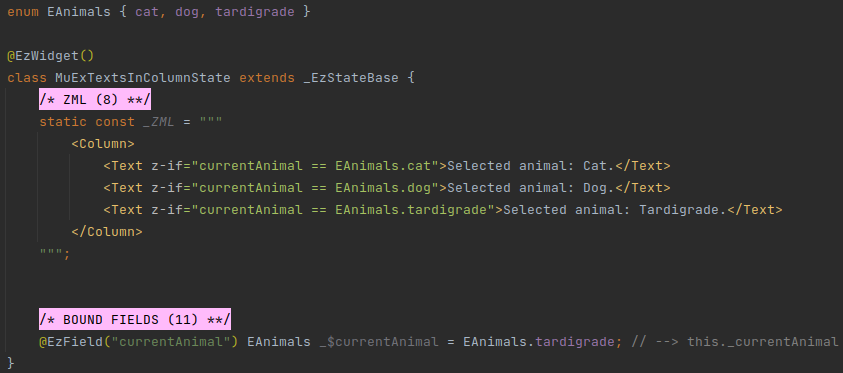 enum EAnimals { cat, dog, tardigrade }
@EzWidget()
class MuExTextsInColumnState extends _EzStateBase {
/* ZML (8) **/
static const _ZML = """
<Column>
<Text z-if="currentAnimal == EAnimals.cat">Selected animal: Cat.</Text>
<Text z-if="currentAnimal == EAnimals.dog">Selected animal: Dog.</Text>
<Text z-if="currentAnimal == EAnimals.tardigrade">Selected animal: Tardigrade.</Text>
</Column>
""";
/* BOUND FIELDS (11) **/
@EzField("currentAnimal") EAnimals _$currentAnimal = EAnimals.tardigrade; // --> this._currentAnimal
}